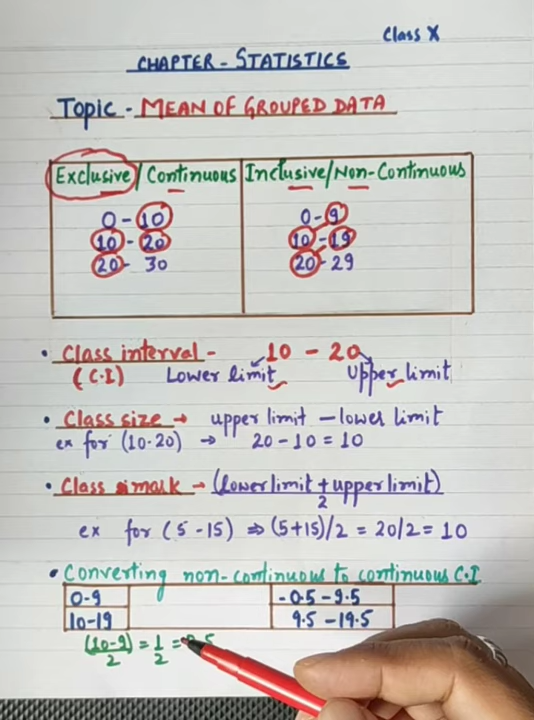 Class X
CHAPTER - STATISTICS
Topic - MEAN OF GROUPED DATA
Exclusive / Continuous Inclusive/Non-Continuous
0 - 10 0 - 9
10 - 20 10 - 19
20 - 30 20 - 29
• Class interval - 10 - 20
(C.I) Lower limit Upper limit
• Class size → upper limit - lower limit
ex for (10-20) → 20 - 10 = 10
• Class mark → (lower limit + upper limit)
2
ex for (5 - 15) ⇒ (5+15)/2 = 20/2 = 10
• Converting non-continuous to continuous C.I
0-9 -0.5 - 9.5
10-19 9.5 - 19.5
(10-9)/2 = 1/2 =